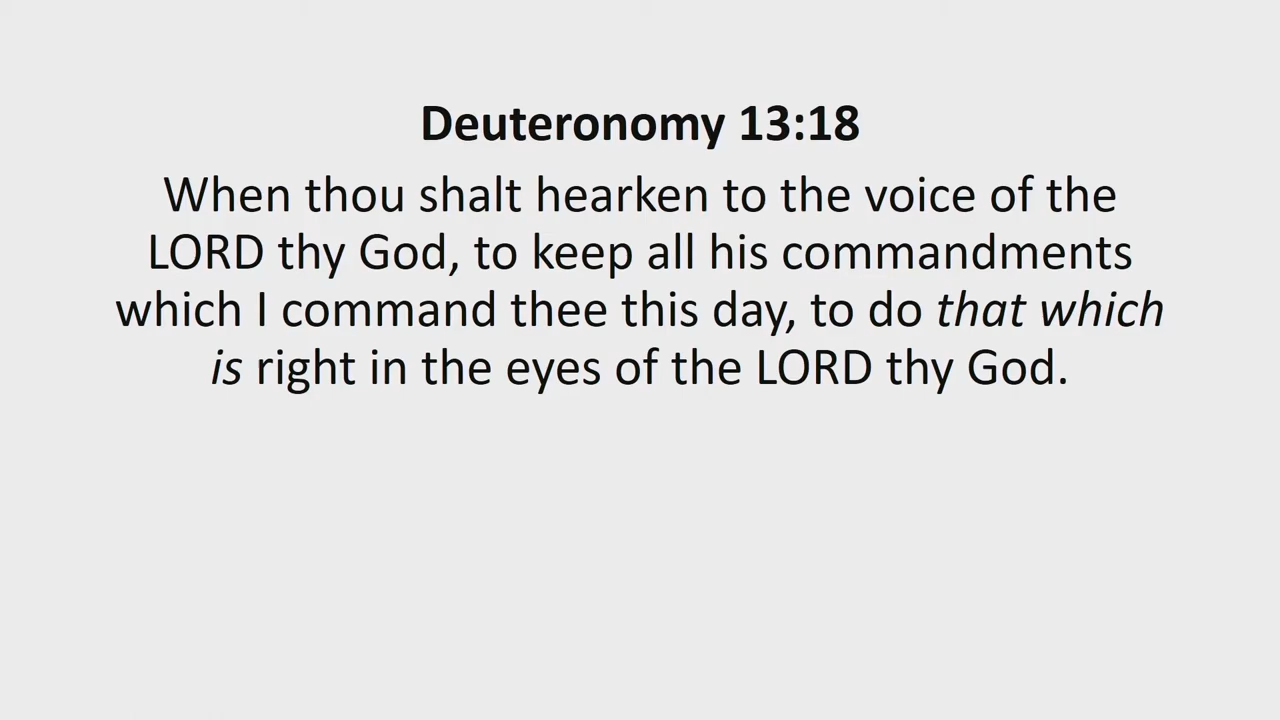 Deuteronomy 13:18
When thou shalt hearken to the voice of the
LORD thy God, to keep all his commandments
which I command thee this day, to do that which
is right in the eyes of the LORD thy God.